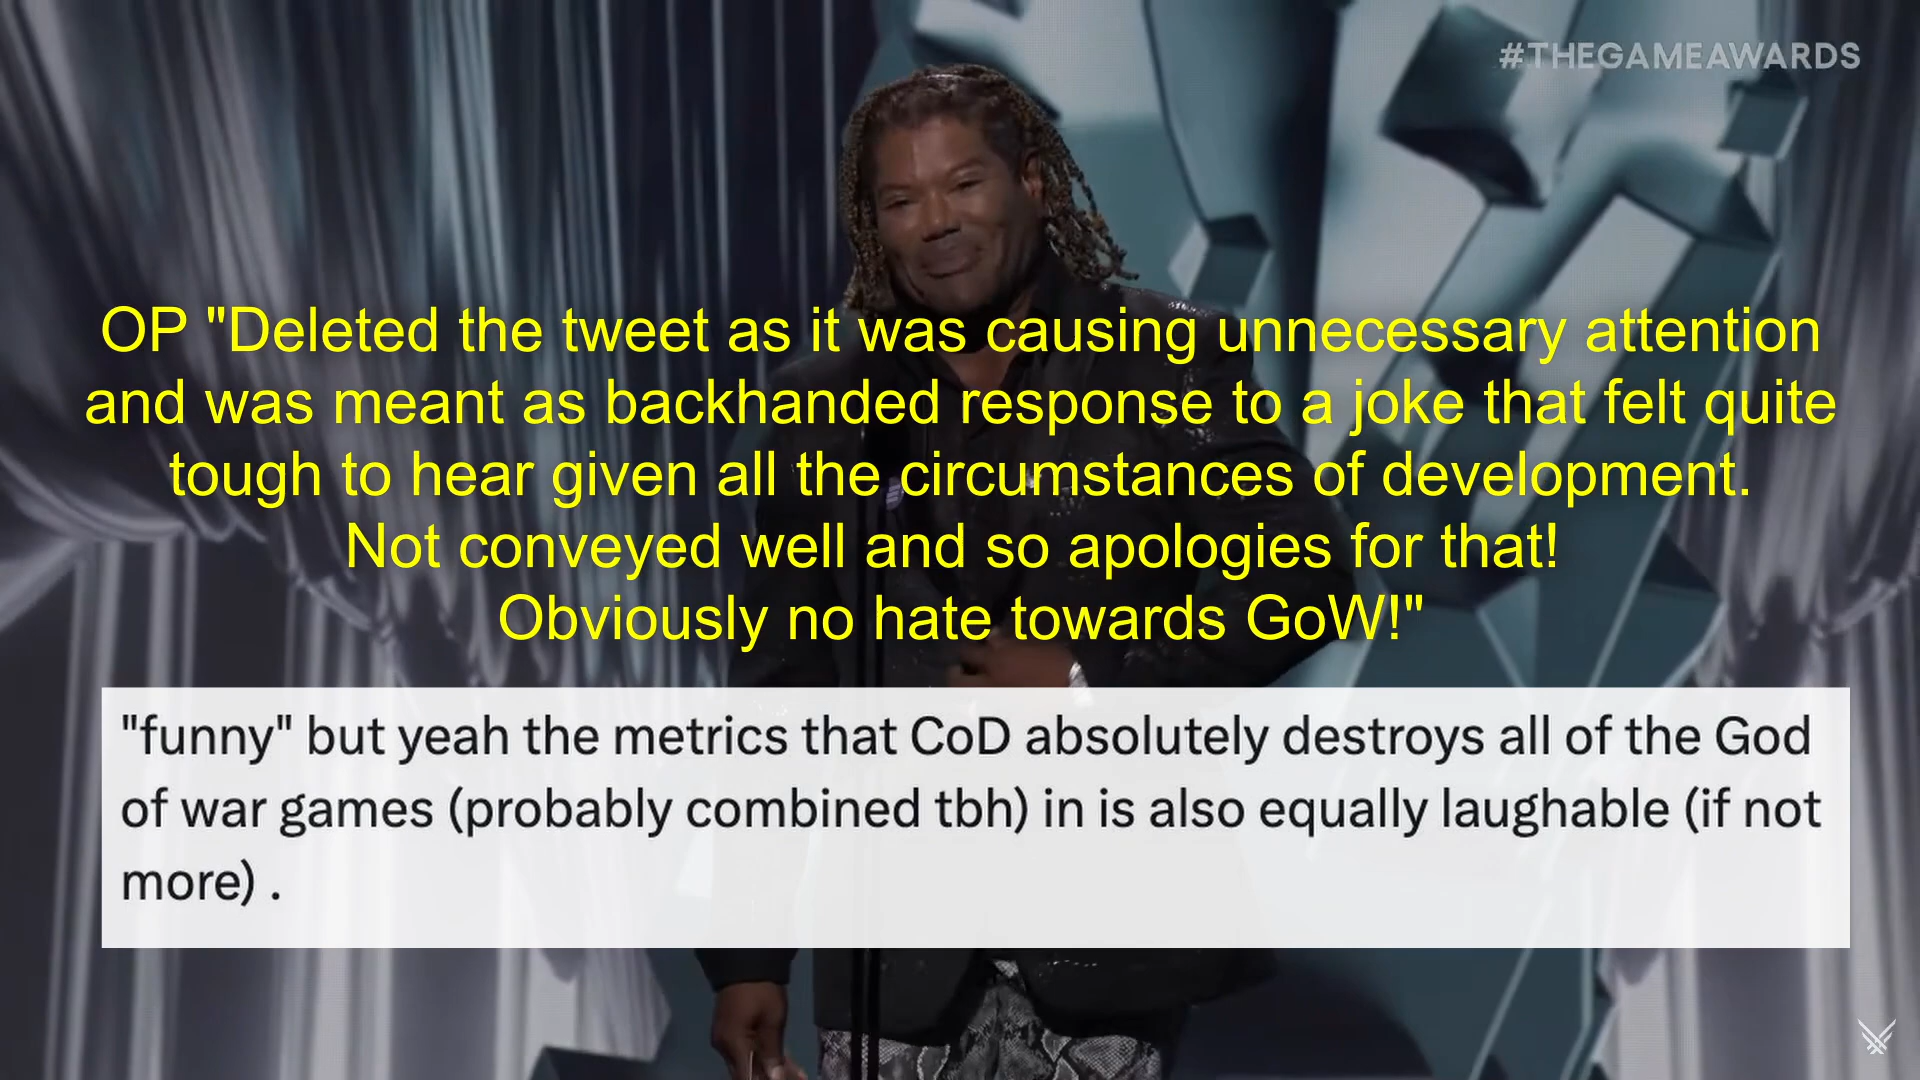 #THEGAMEAWARDS
OP "Deleted the tweet as it was causing unnecessary attention
and was meant as backhanded response to a joke that felt quite
tough to hear given all the circumstances of development.
Not conveyed well and so apologies for that!
Obviously no hate towards GoW!"
"funny" but yeah the metrics that CoD absolutely destroys all of the God
of war games (probably combined tbh) in is also equally laughable (if not
more) .